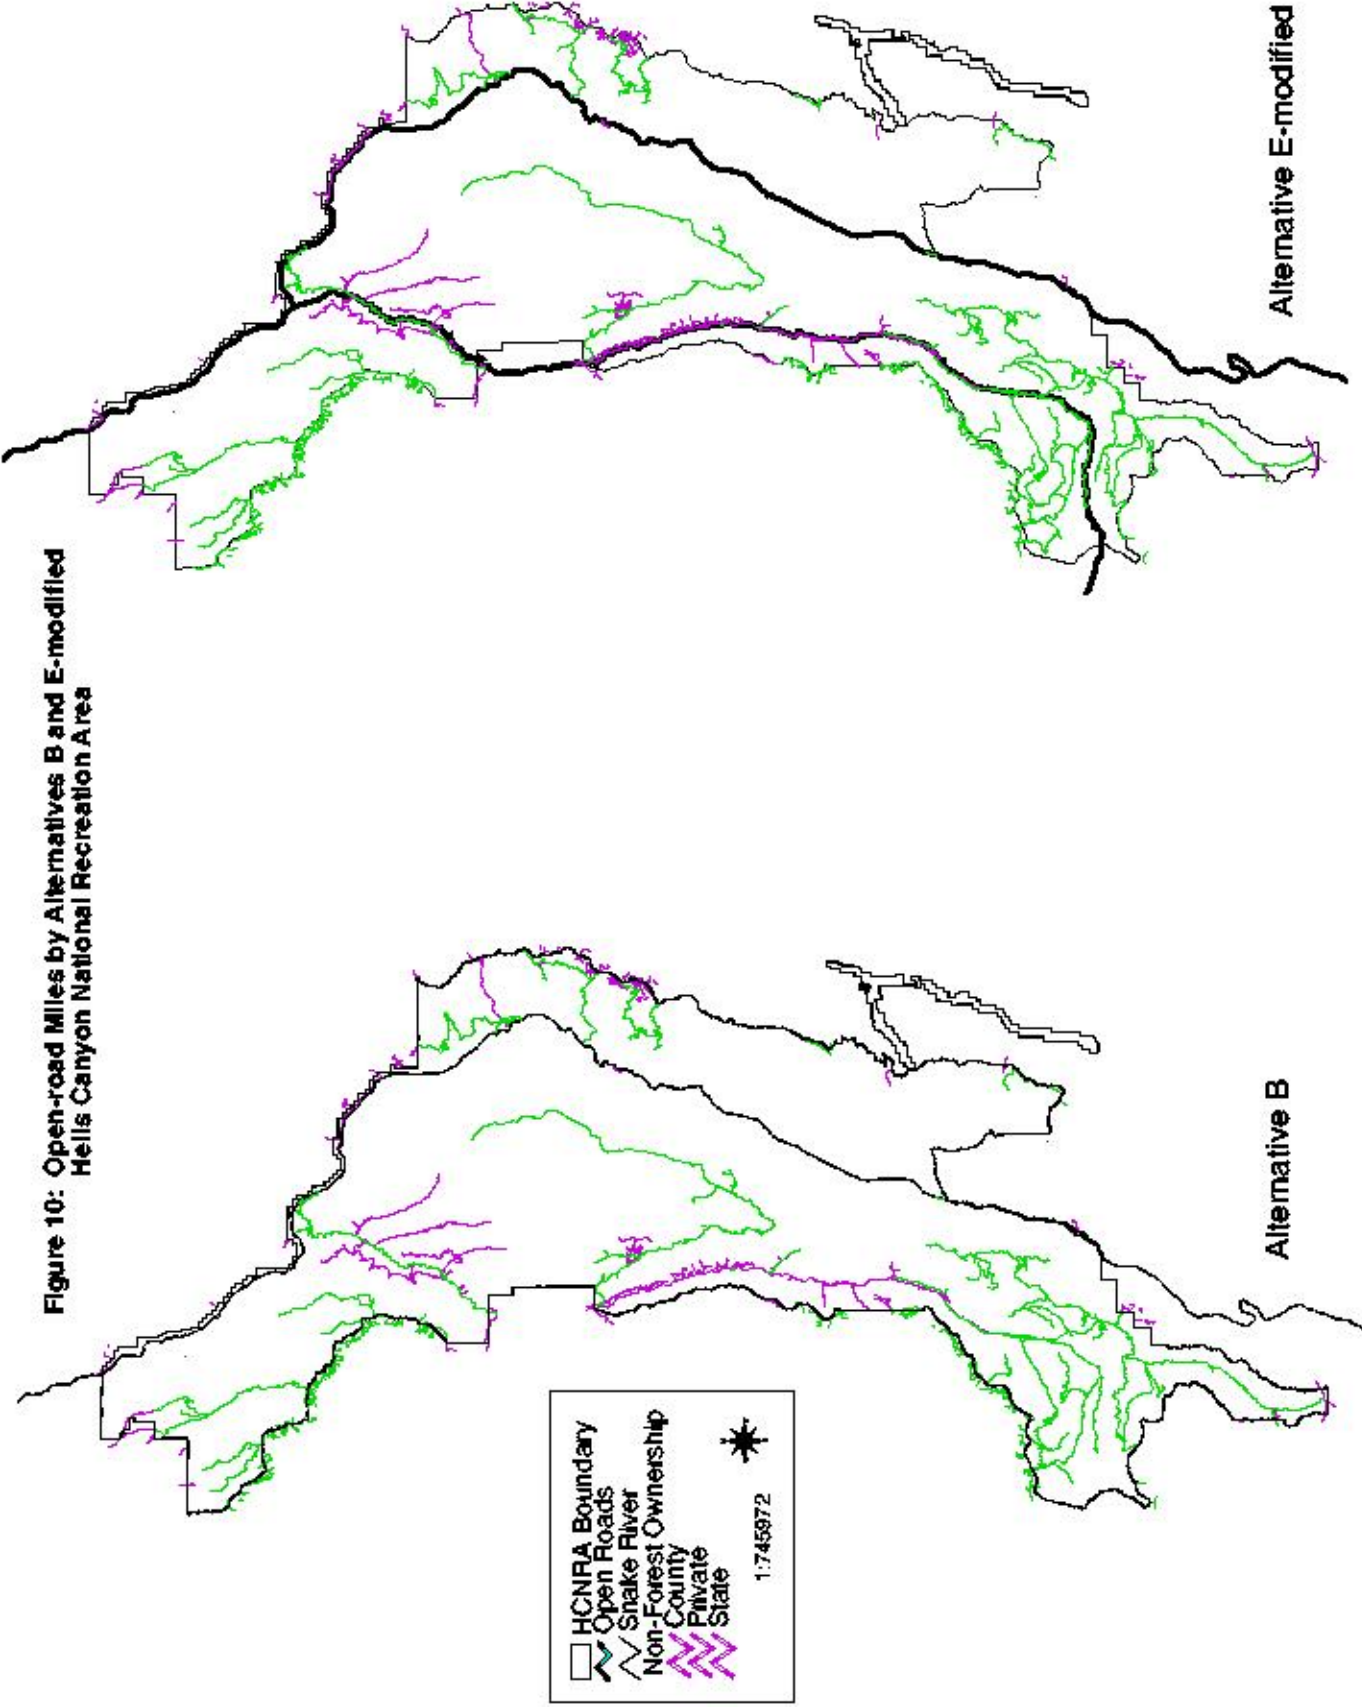 Figure 10: Open-road Miles by Alternatives B and E-modified
Hells Canyon National Recreation Area
HCNRA Boundary
Open Roads
Snake River
Non-Forest Ownership
County
Private
State
1:745972
Alternative B
Alternative E-modified